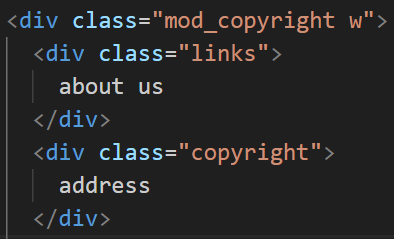 <div class="mod_copyright w">
<div class="links">
about us
</div>
<div class="copyright">
address
</div>